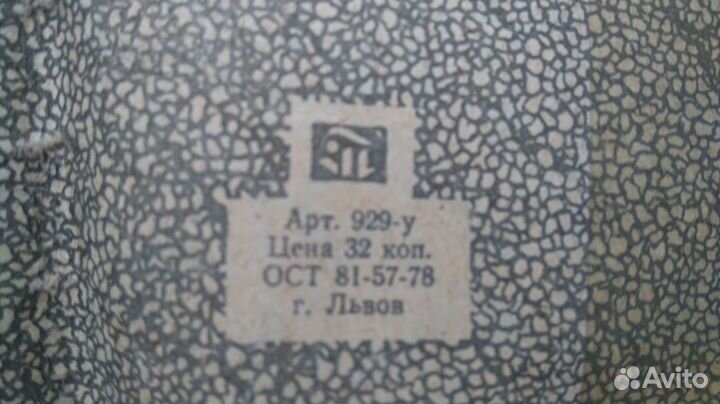 Арт. 929-у
Цена 32 коп.
ОСТ 81-57-78
г. Львов
Avito